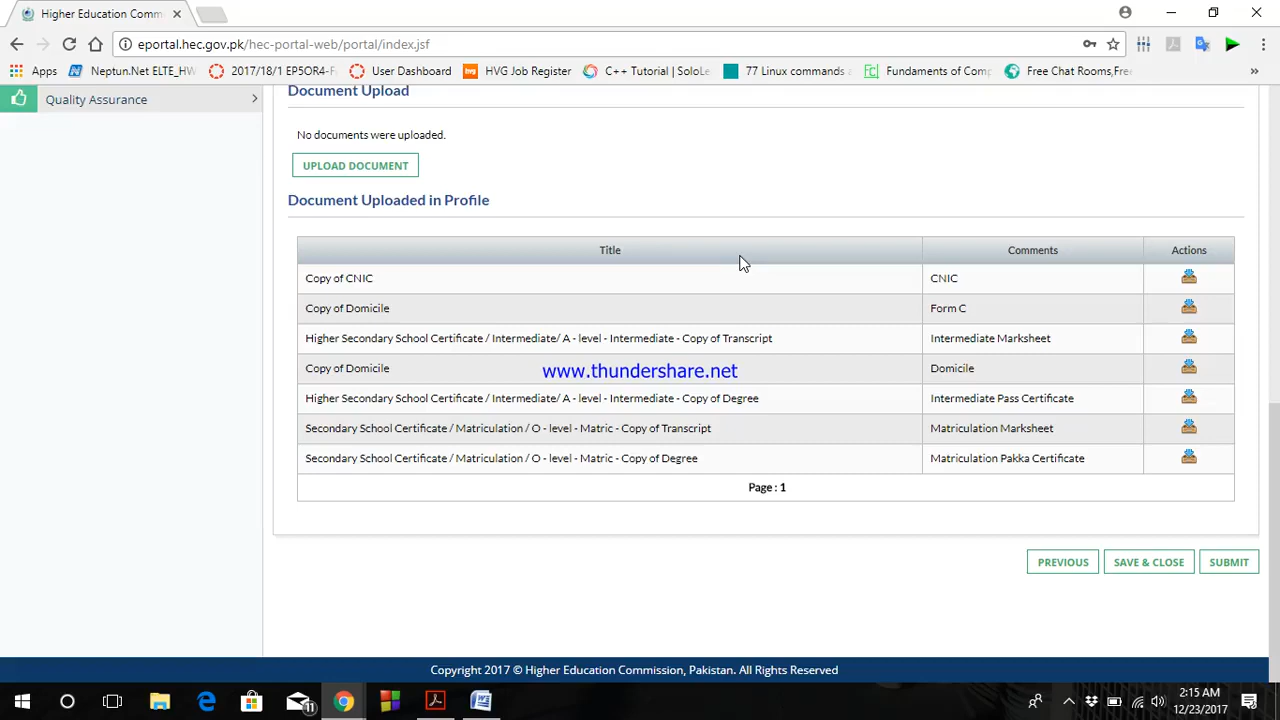 Higher Education Comm
eportal.hec.gov.pk/hec-portal-web/portal/index.jsf
Apps Neptun.Net ELTE_HW 2017/18/1 EP5G54-F User Dashboard HVG Job Register C++ Tutorial | SoloLe 77 Linux commands Fundaments of Comp Free Chat Rooms,Fre »
Quality Assurance
Document Upload
No documents were uploaded.
UPLOAD DOCUMENT
Document Uploaded in Profile
Title Comments Actions
Copy of CNIC CNIC
Copy of Domicile Form C
Higher Secondary School Certificate / Intermediate/ A - level - Intermediate - Copy of Transcript Intermediate Marksheet
Copy of Domicile Domicile
www.thundershare.net
Higher Secondary School Certificate / Intermediate/ A - level - Intermediate - Copy of Degree Intermediate Pass Certificate
Secondary School Certificate / Matriculation / O - level - Matric - Copy of Transcript Matriculation Marksheet
Secondary School Certificate / Matriculation / O - level - Matric - Copy of Degree Matriculation Pakka Certificate
Page : 1
PREVIOUS SAVE & CLOSE SUBMIT
Copyright 2017 © Higher Education Commission, Pakistan. All Rights Reserved
11
2:15 AM
12/23/2017